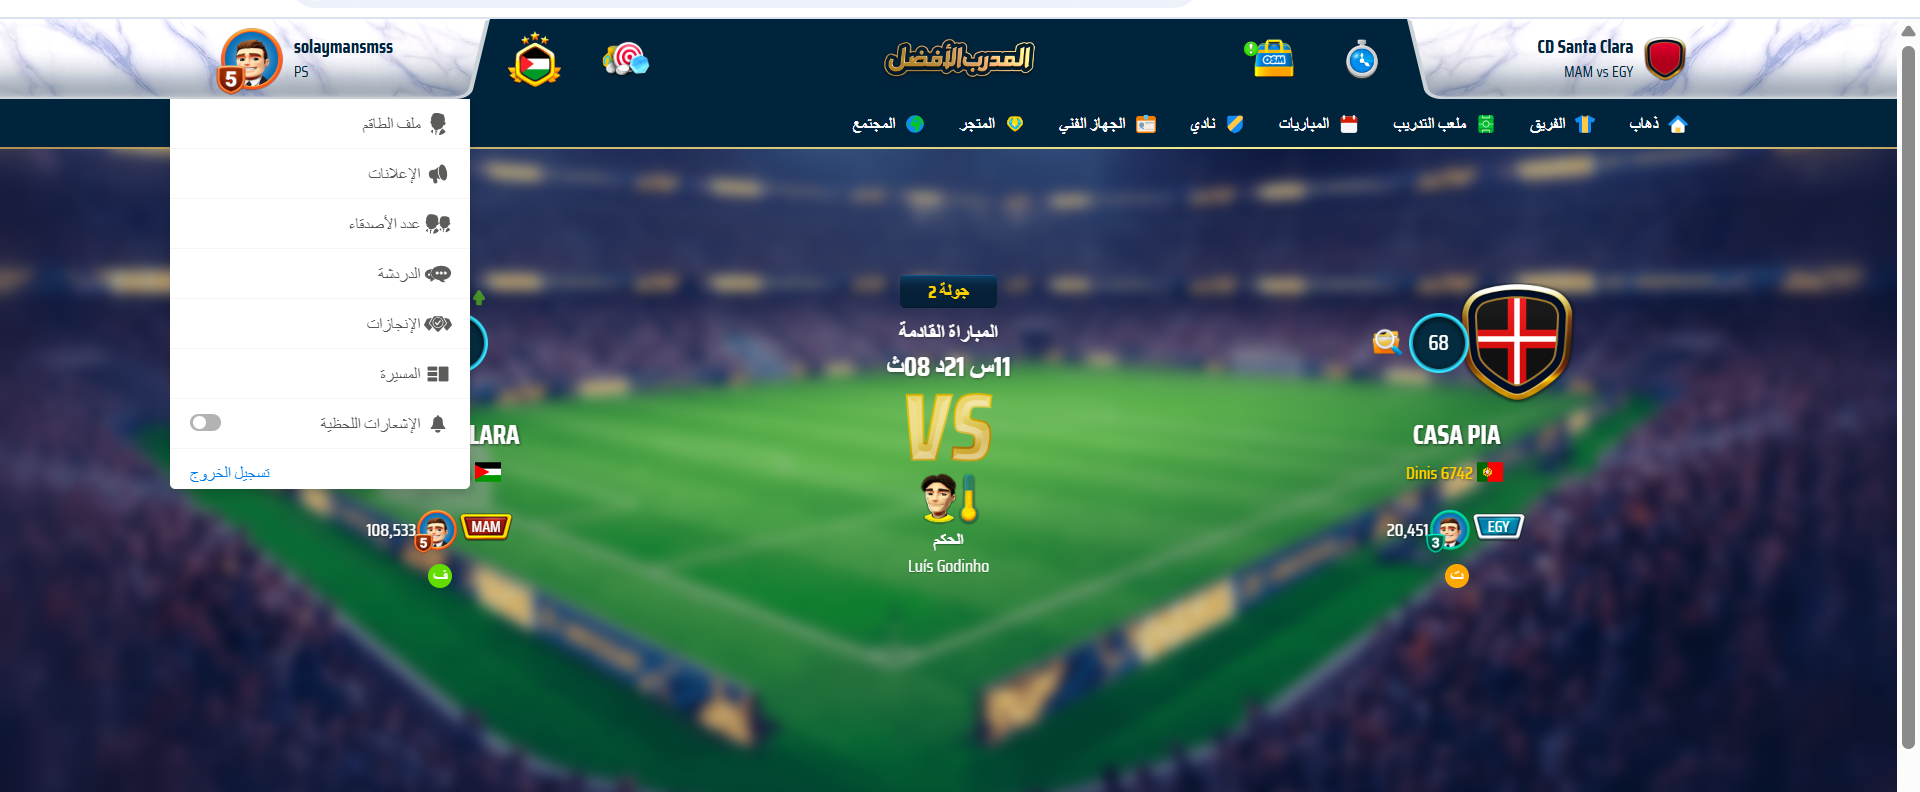 CD Santa Clara
MAM vs EGY
OSM
المدرب الأفضل
solaymansmss
PS
5
ذهاب
الفريق
ملعب التدريب
المباريات
نادي
الجهاز الفني
المتجر
المجتمع
ملف الطاقم
الإعلانات
عدد الأصدقاء
الدردشة
الإنجازات
المسيرة
الإشعارات اللحظية
تسجيل الخروج
جولة 2
المباراة القادمة
11س 21د 08ث
VS
الحكم
Luís Godinho
68
CASA PIA
Dinis 6742
20,451
3
EGY
ت
LARA
108,533
5
MAM
ف